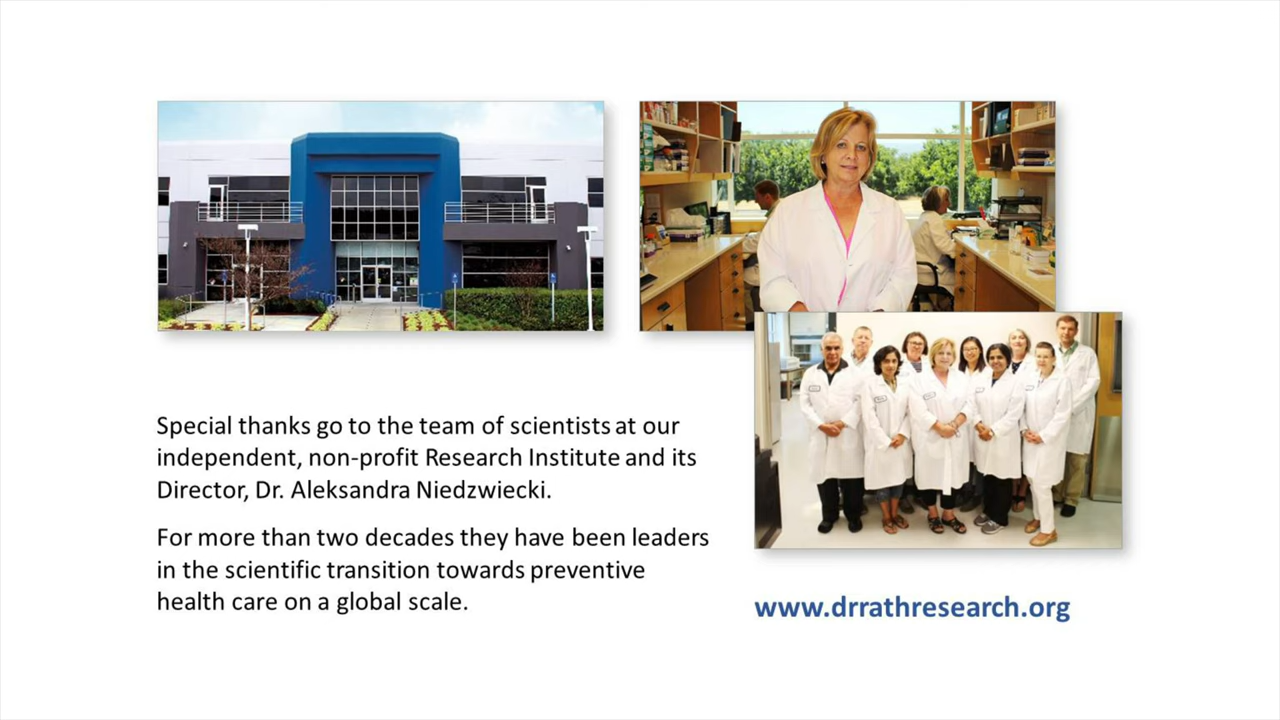 Special thanks go to the team of scientists at our
independent, non-profit Research Institute and its
Director, Dr. Aleksandra Niedzwiecki.
For more than two decades they have been leaders
in the scientific transition towards preventive
health care on a global scale.
www.drrathresearch.org